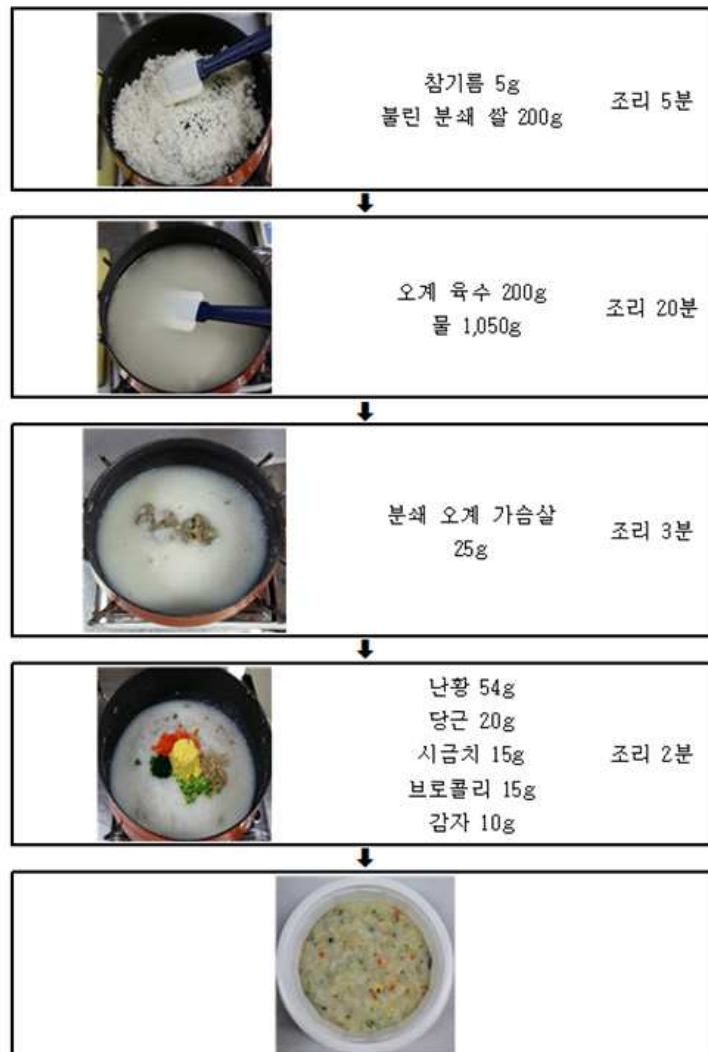 참기름 5g
불린 분쇄 쌀 200g
조리 5분
오계 육수 200g
물 1,050g
조리 20분
분쇄 오계 가슴살
25g
조리 3분
난황 54g
당근 20g
시금치 15g
브로콜리 15g
감자 10g
조리 2분